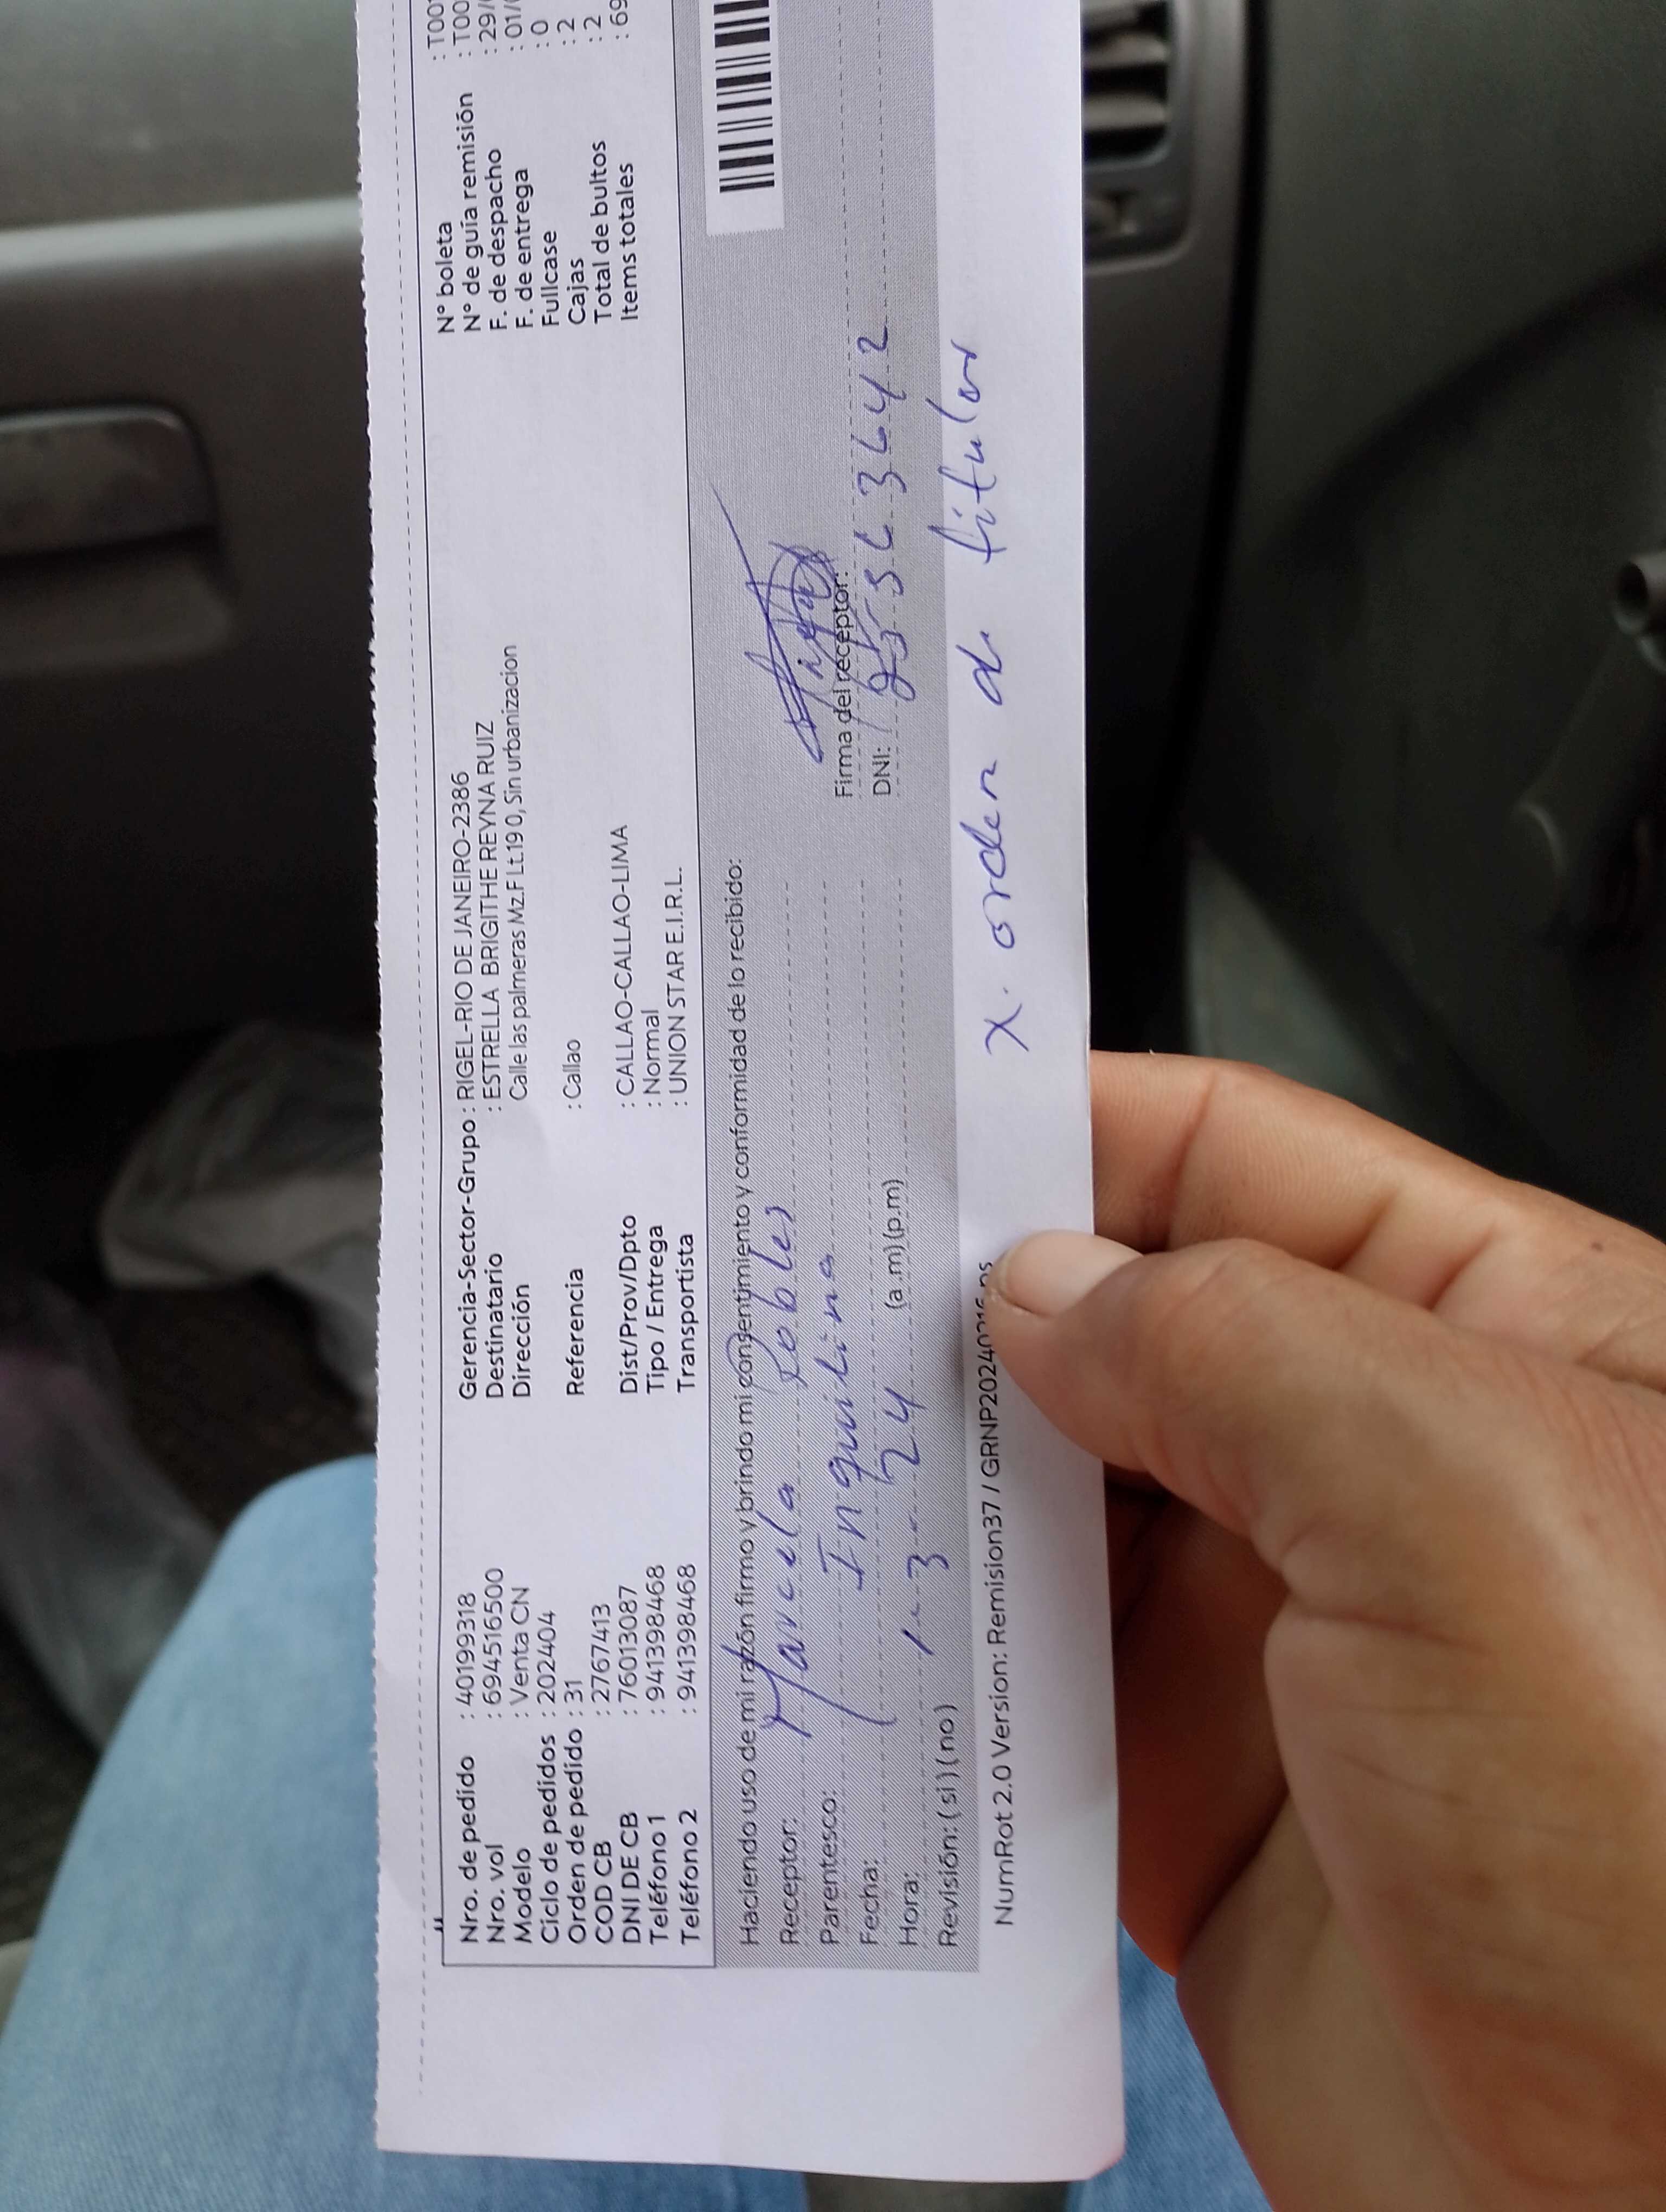 Nro. de pedido : 40199318
Nro. vol : 694516500
Modelo : Venta CN
Ciclo de pedidos : 202404
Orden de pedido : 31
COD CB : 2767413
DNI DE CB : 76013087
Teléfono 1 : 941398468
Teléfono 2 : 941398468
Gerencia-Sector-Grupo : RIGEL-RIO DE JANEIRO-2386
Destinatario : ESTRELLA BRIGITHE REYNA RUIZ
Dirección Calle las palmeras Mz.F Lt.19 0, Sin urbanizacion
Referencia : Callao
Dist/Prov/Dpto : CALLAO-CALLAO-LIMA
Tipo / Entrega : Normal
Transportista : UNION STAR E.I.R.L.
N° boleta : T001
N° de guía remisión : T00
F. de despacho : 29/
F. de entrega : 01/
Fullcase : 0
Cajas : 2
Total de bultos : 2
Items totales : 69
Haciendo uso de mi razón firmo y brindo mi consentimiento y conformidad de lo recibido:
Receptor: Marcela Robles
Parentesco: Inquilina
Firma del receptor:
Fecha: 1 - 3 - 24
DNI:
Hora: (a.m) (p.m)
Revisión: (si) (no)
x. orden de titular
NumRot 2.0 Version: Remision37 / GRNP2024